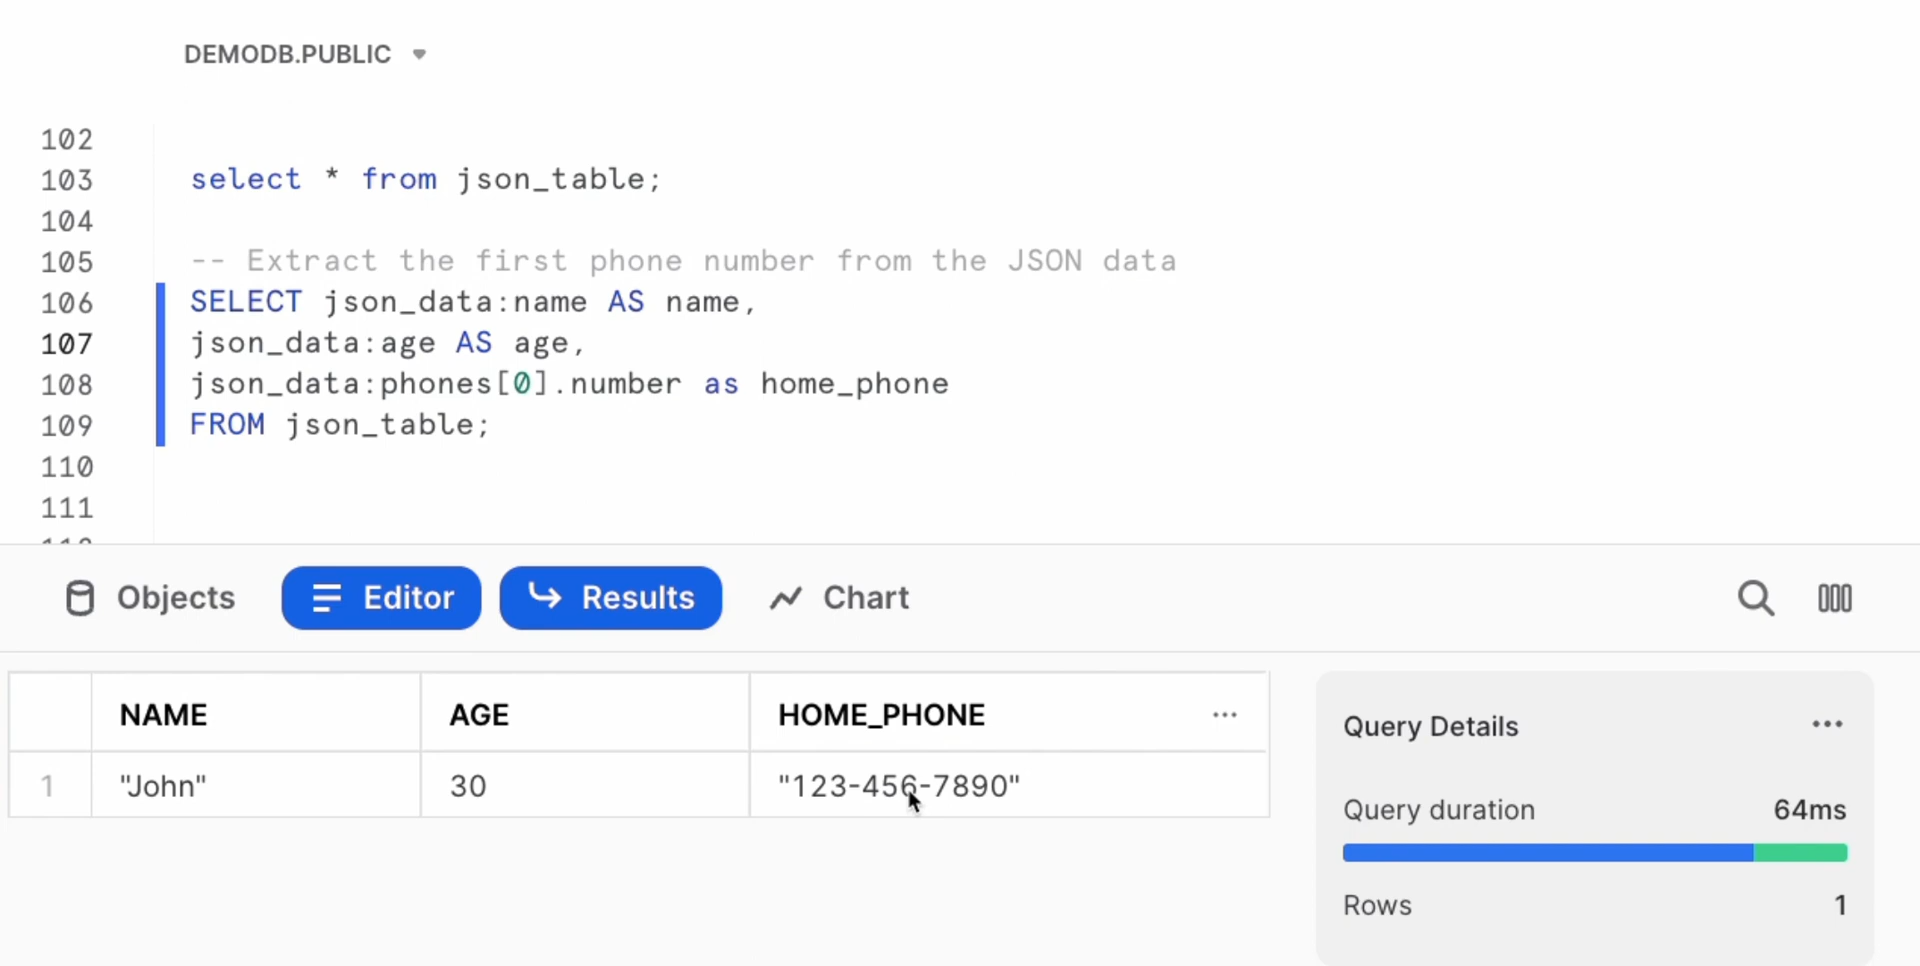 DEMODB.PUBLIC
102
103 select * from json_table;
104
105 -- Extract the first phone number from the JSON data
106 SELECT json_data:name AS name,
107 json_data:age AS age,
108 json_data:phones[0].number as home_phone
109 FROM json_table;
110
111
Objects Editor Results Chart
NAME AGE HOME_PHONE ...
1 "John" 30 "123-456-7890"
Query Details ...
Query duration 64ms
Rows 1